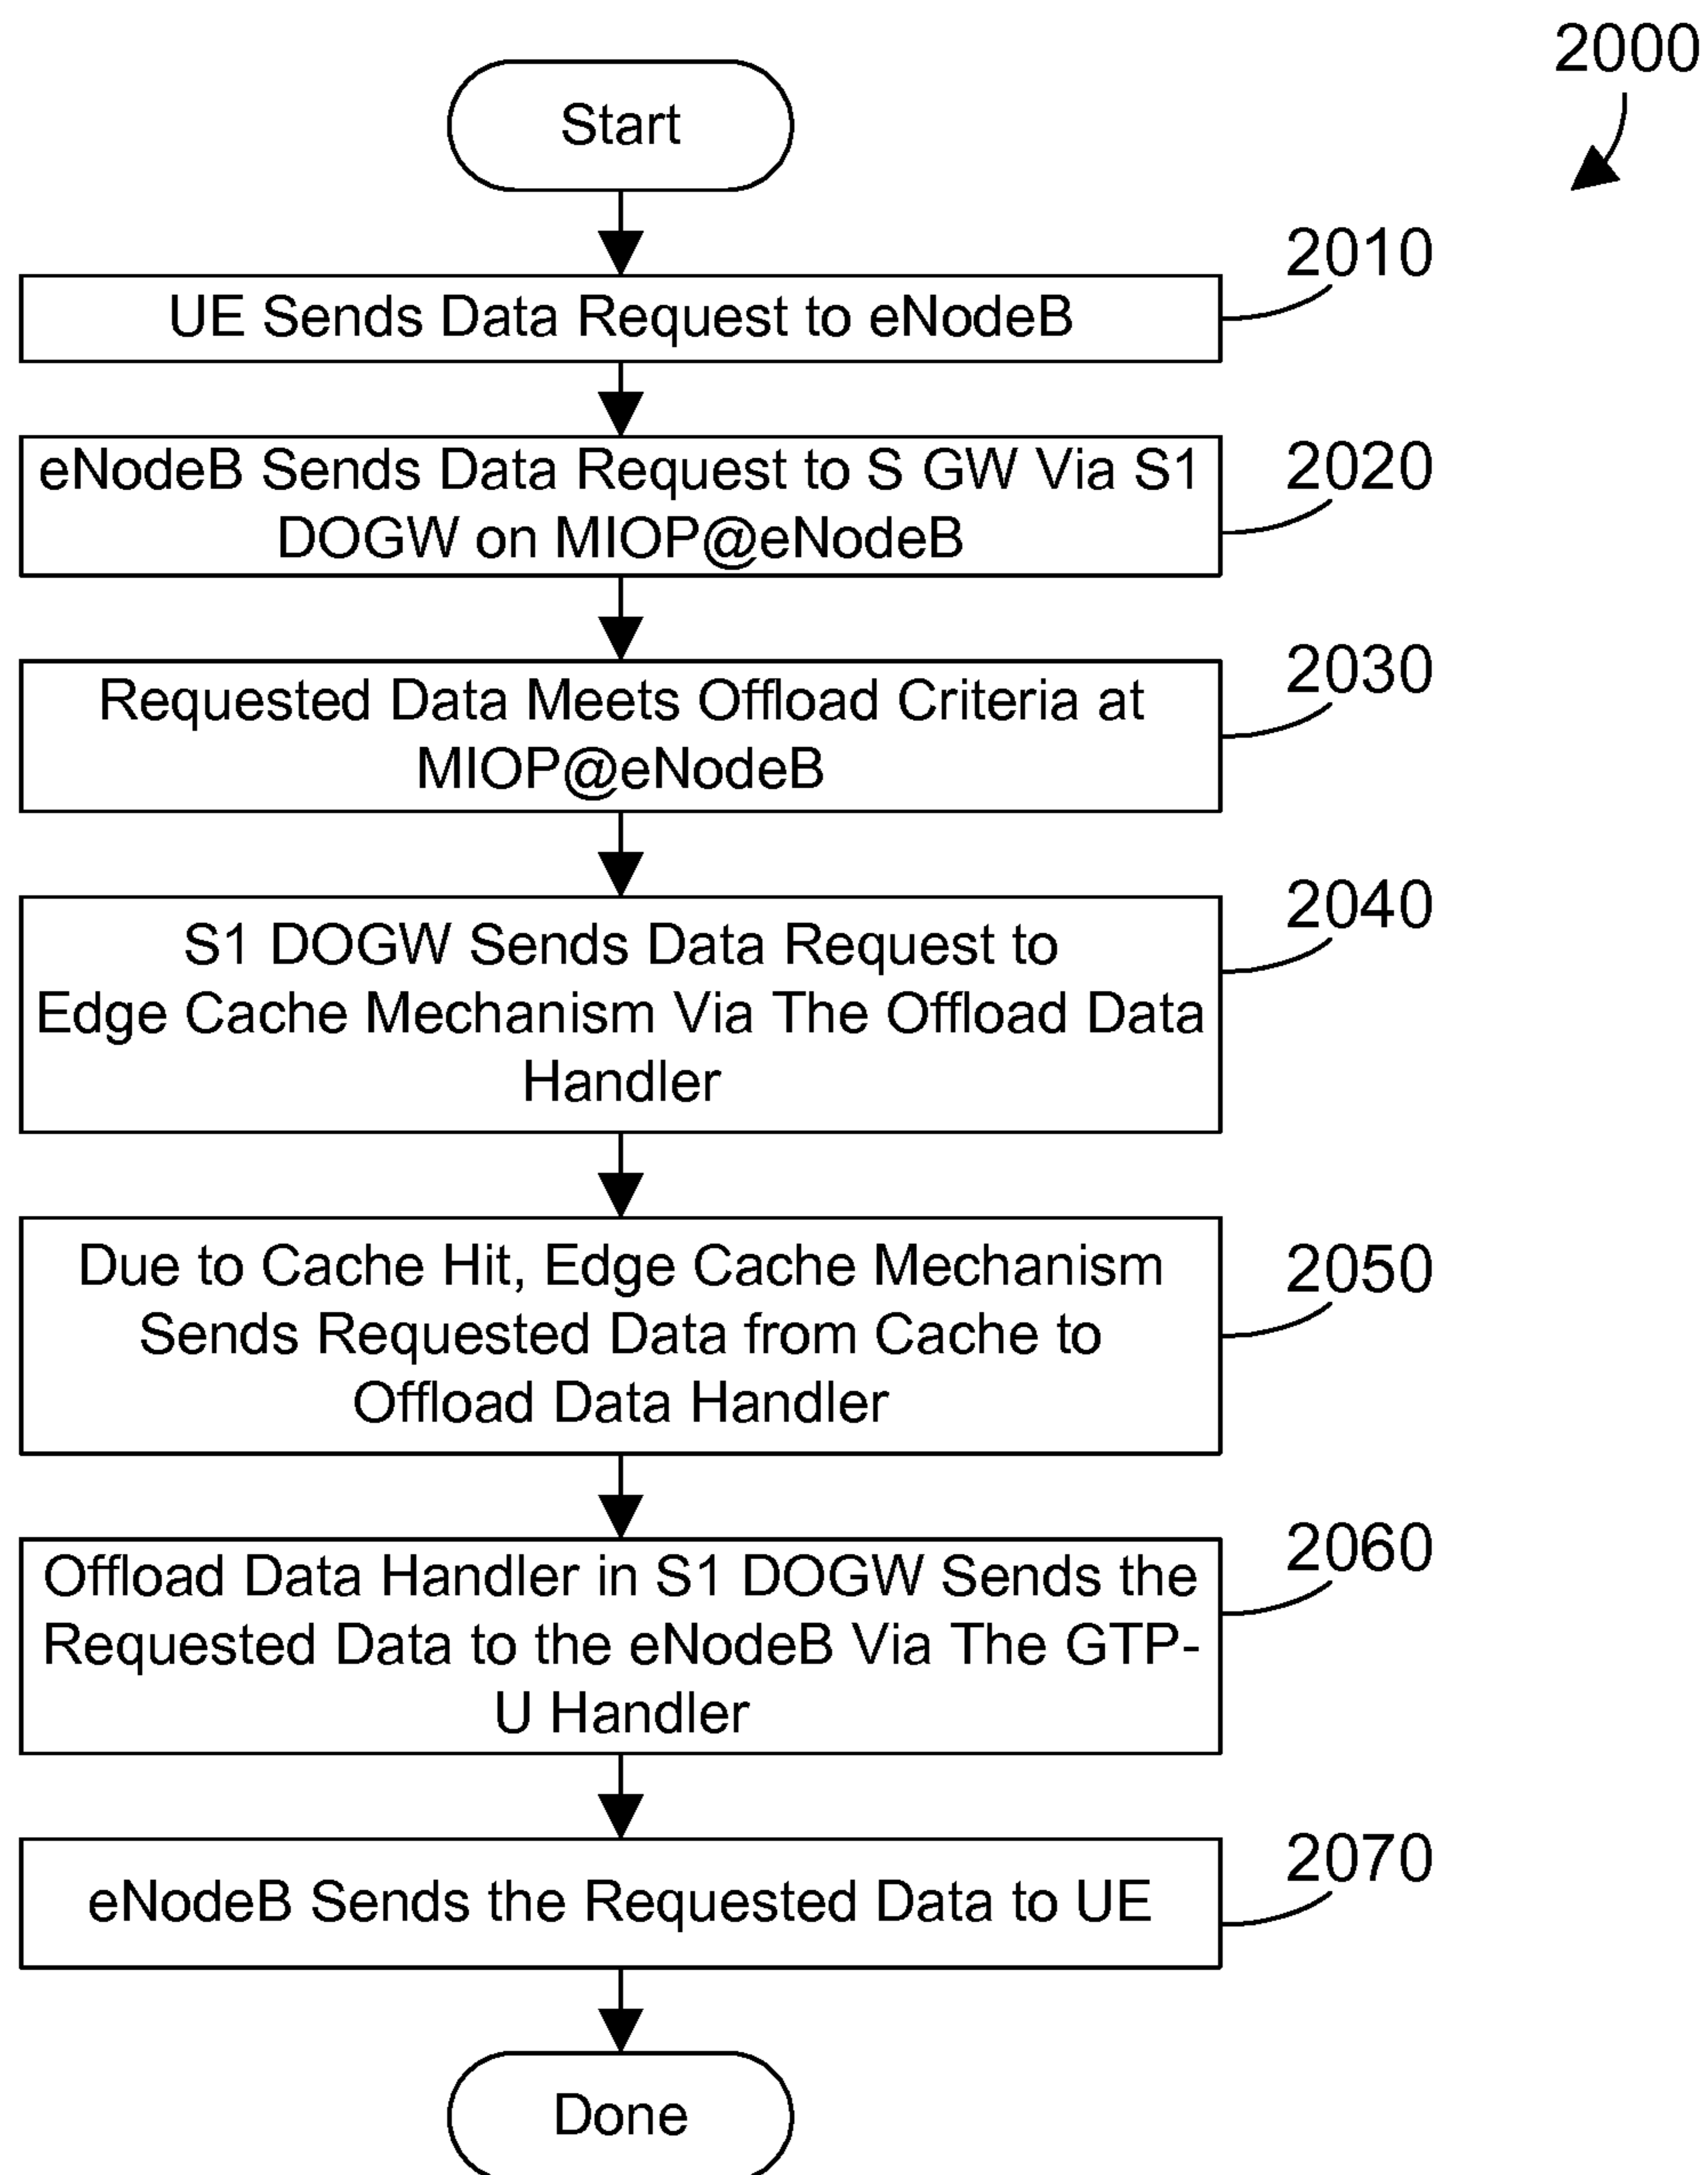 2000
Start
2010
UE Sends Data Request to eNodeB
2020
eNodeB Sends Data Request to S GW Via S1
DOGW on MIOP@eNodeB
2030
Requested Data Meets Offload Criteria at
MIOP@eNodeB
2040
S1 DOGW Sends Data Request to
Edge Cache Mechanism Via The Offload Data
Handler
2050
Due to Cache Hit, Edge Cache Mechanism
Sends Requested Data from Cache to
Offload Data Handler
2060
Offload Data Handler in S1 DOGW Sends the
Requested Data to the eNodeB Via The GTP-
U Handler
2070
eNodeB Sends the Requested Data to UE
Done